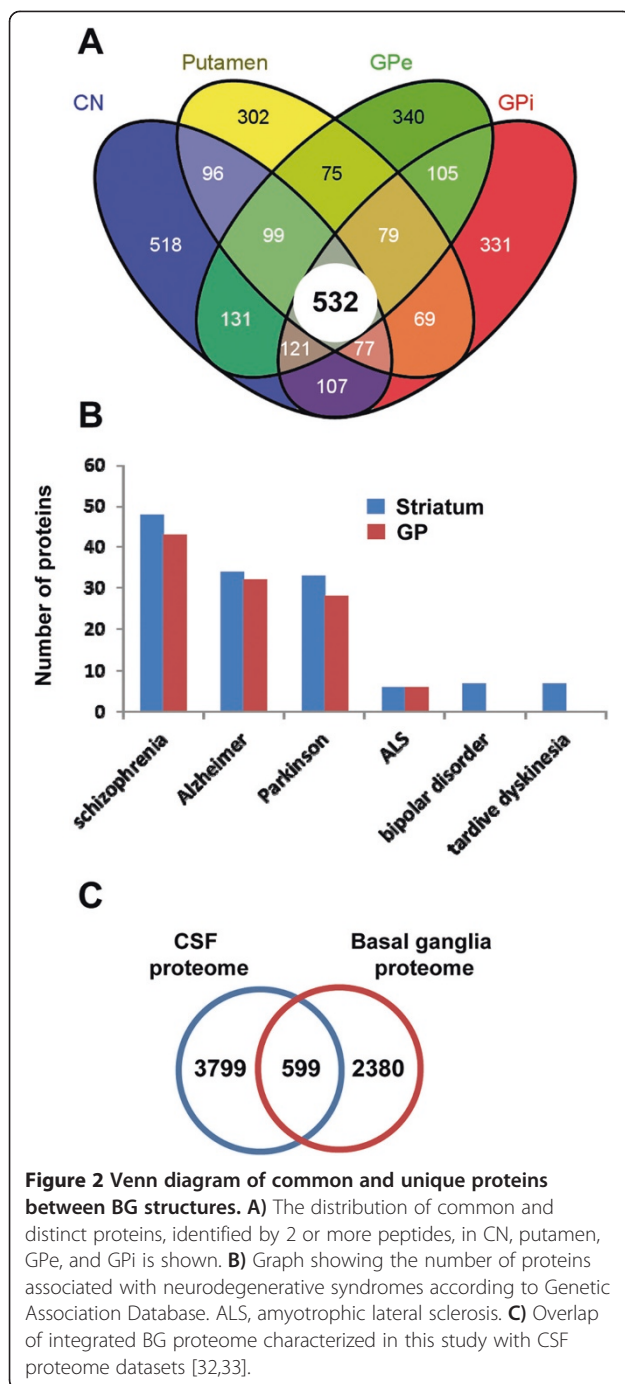 A
Putamen
GPe
CN
GPi
302
340
96
75
105
518
99
79
331
532
131
69
121
77
107
B
60
50
40
30
20
10
0
Number of proteins
Striatum
GP
schizophrenia
Alzheimer
Parkinson
ALS
bipolar disorder
tardive dyskinesia
C
CSF
proteome
Basal ganglia
proteome
3799
599
2380
Figure 2 Venn diagram of common and unique proteins
between BG structures. A) The distribution of common and
distinct proteins, identified by 2 or more peptides, in CN, putamen,
GPe, and GPi is shown. B) Graph showing the number of proteins
associated with neurodegenerative syndromes according to Genetic
Association Database. ALS, amyotrophic lateral sclerosis. C) Overlap
of integrated BG proteome characterized in this study with CSF
proteome datasets [32,33].